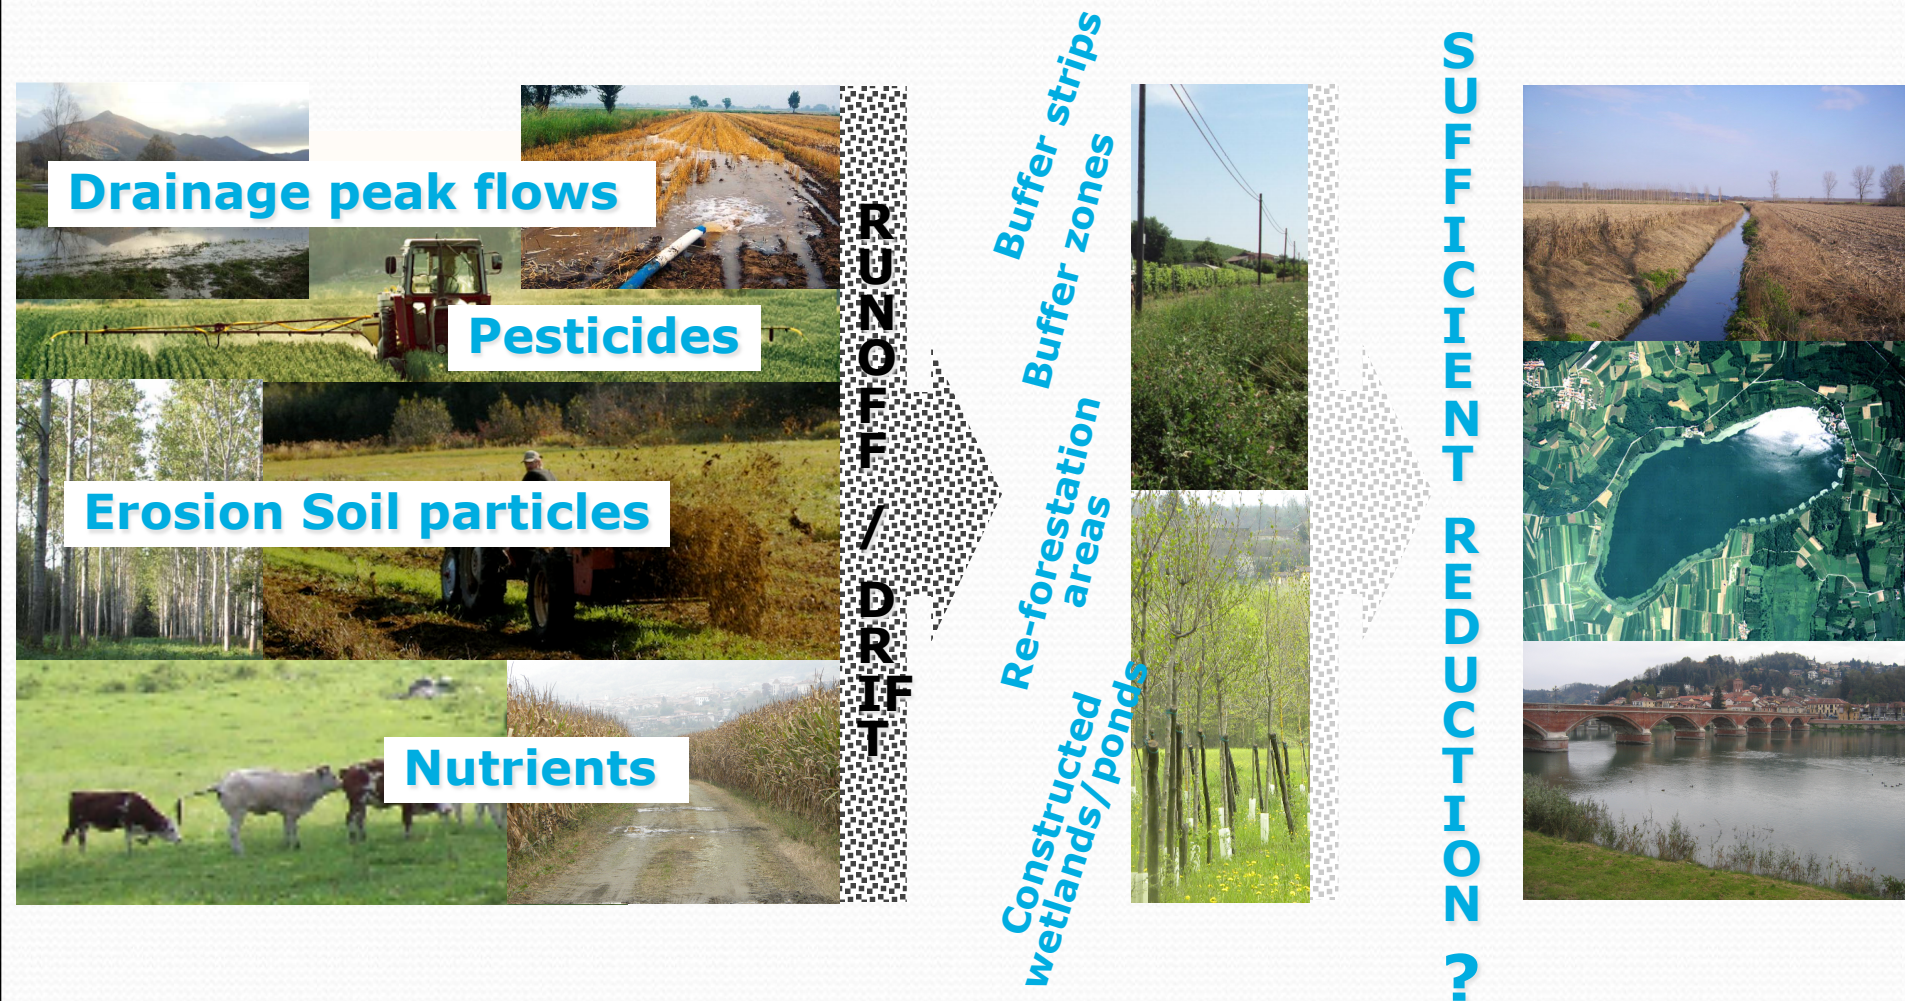 Drainage peak flows
Pesticides
Erosion Soil particles
Nutrients
RUNOFF / DRIFT
Buffer strips
Buffer zones
Re-forestation
areas
Constructed
wetlands/ponds
SUFFICIENT REDUCTION ?